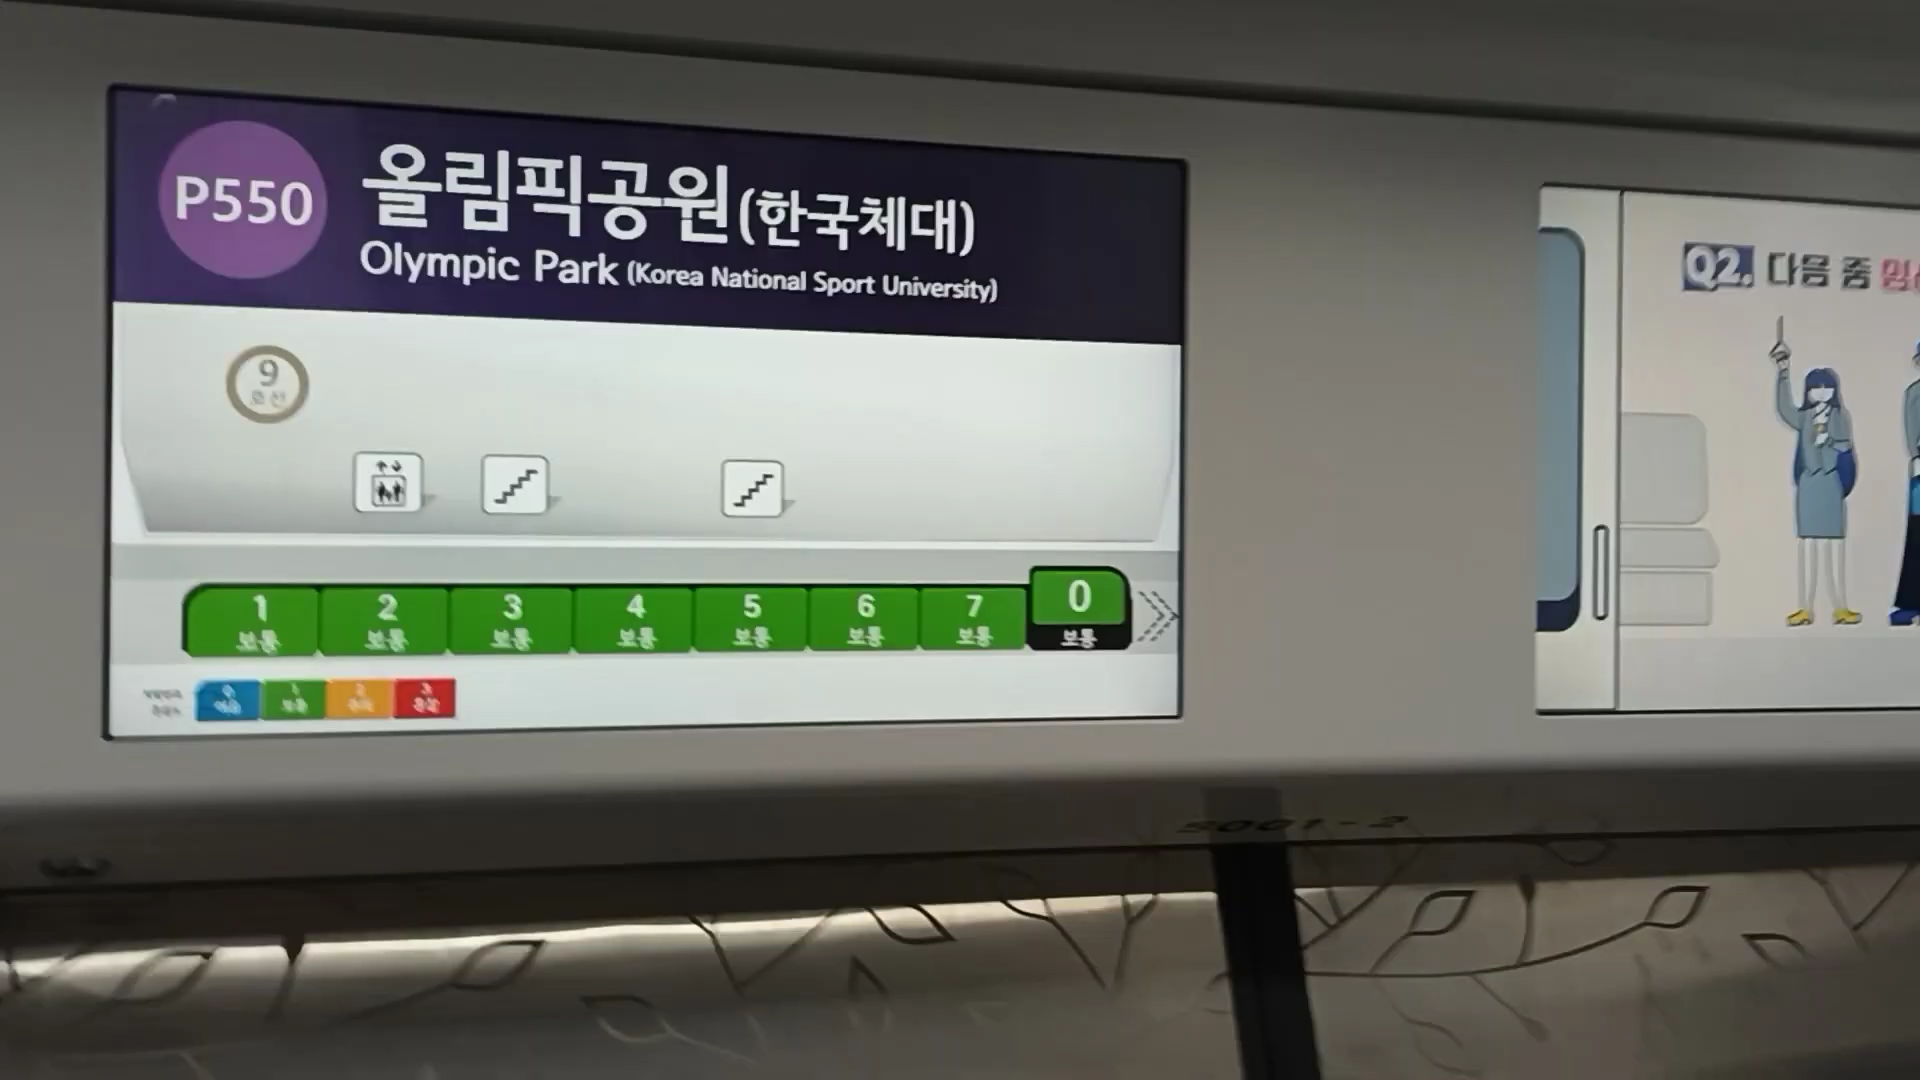 P550
올림픽공원(한국체대)
Olympic Park (Korea National Sport University)
9
1 2 3 4 5 6 7 0
보통 보통 보통 보통 보통 보통 보통 보통
Q2. 다음 중